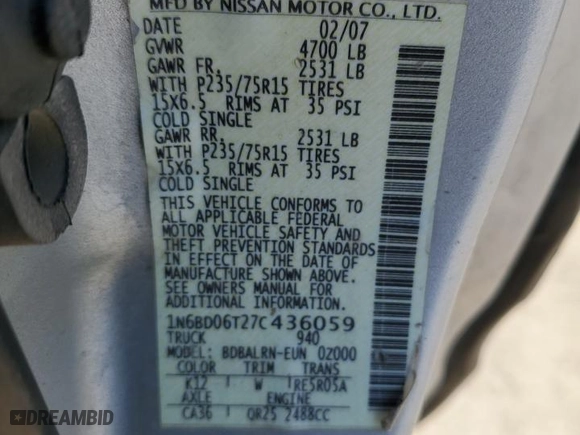 MFD BY NISSAN MOTOR CO., LTD.
DATE 02/07
GVWR 4700 LB
GAWR FR. 2531 LB
WITH P235/75R15 TIRES
15X6.5 RIMS AT 35 PSI
COLD SINGLE
GAWR RR. 2531 LB
WITH P235/75R15 TIRES
15X6.5 RIMS AT 35 PSI
COLD SINGLE
THIS VEHICLE CONFORMS TO
ALL APPLICABLE FEDERAL
MOTOR VEHICLE SAFETY AND
THEFT PREVENTION STANDARDS
IN EFFECT ON THE DATE OF
MANUFACTURE SHOWN ABOVE.
SEE OWNERS MANUAL.
1N6BD06T27C436059
TRUCK 940
MODEL: BDBALRN-EUN 02000
COLOR TRIM TRANS
K12 W RE5R05A
AXLE ENGINE
CA36 QR25 2488CC
DREAMBID